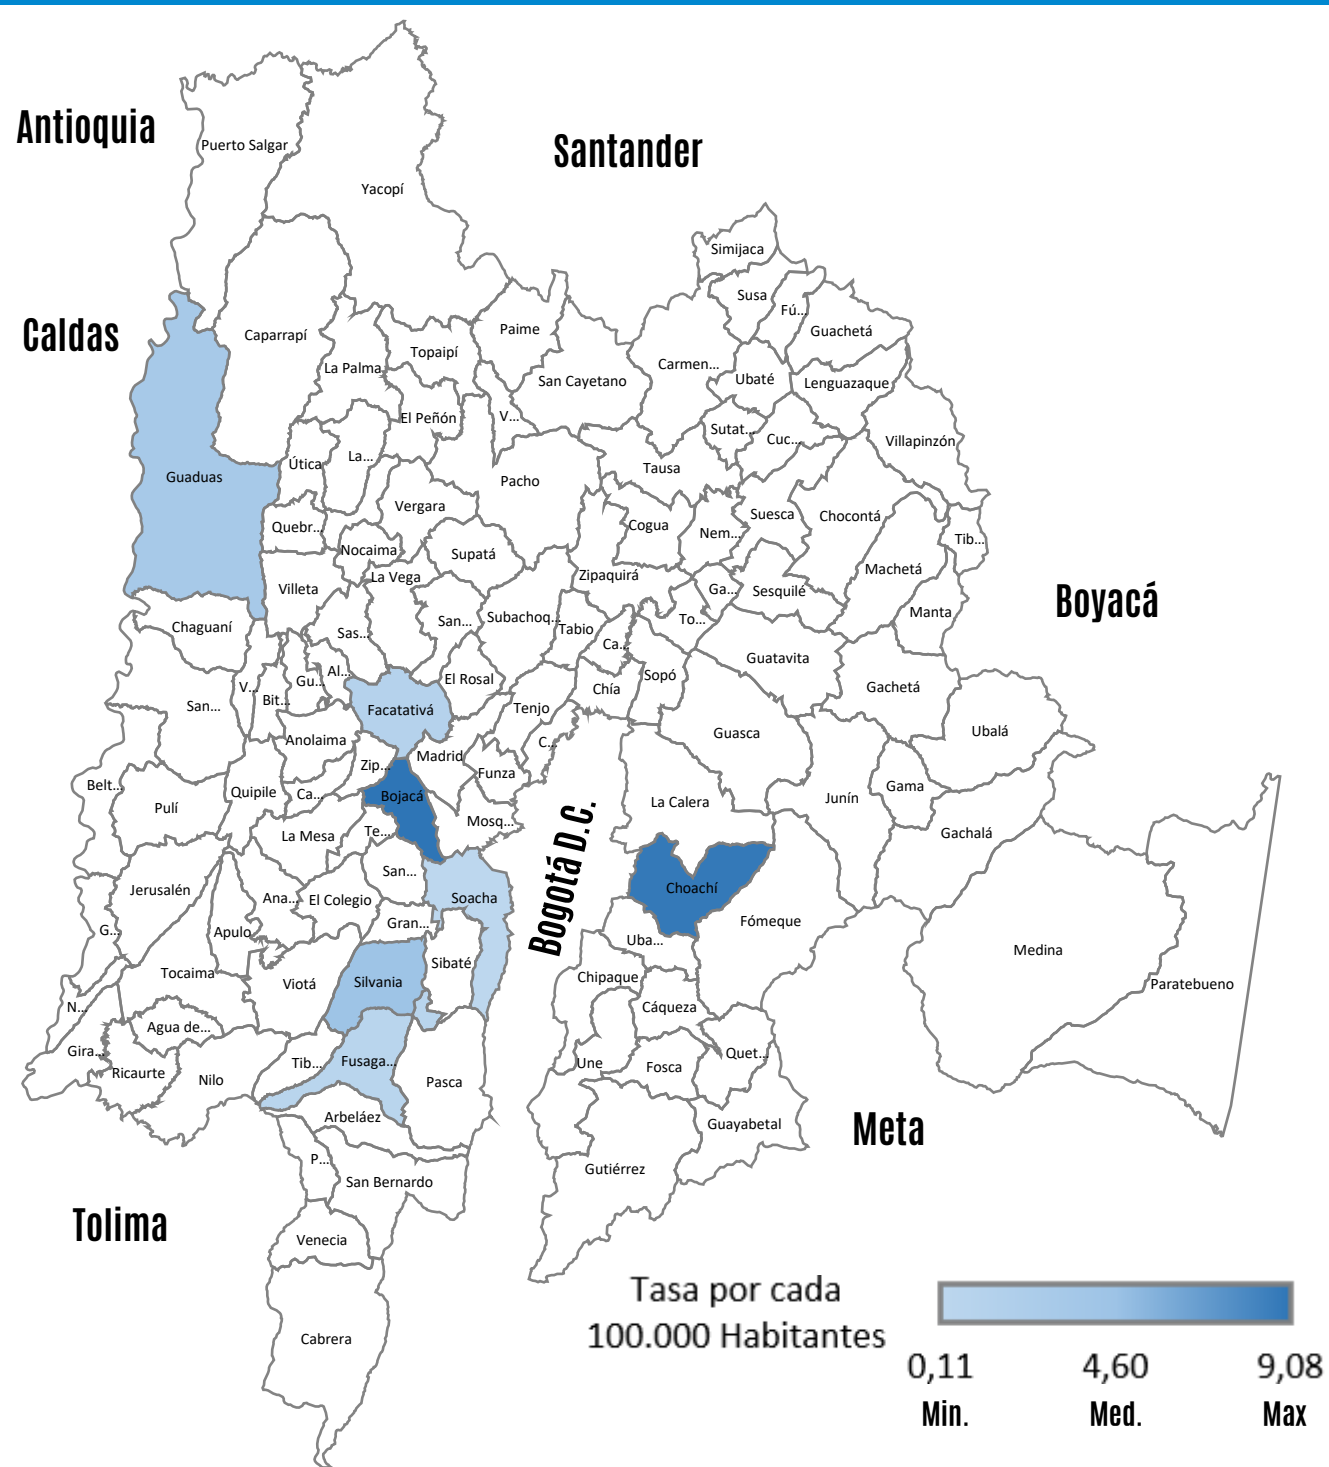 Antioquia
Santander
Puerto Salgar
Yacopí
Simijaca
Susa
Fú...
Guachetá
Caldas
Caparrapí
Paime
Topaipí
La Palma
San Cayetano
Carmen...
Ubaté
Lenguazaque
El Peñón
V...
Sutat...
Cuc...
Villapinzón
Útica
La...
Tausa
Guaduas
Pacho
Vergara
Suesca
Chocontá
Quebr...
Cogua
Nem...
Tib...
Nocaima
Supatá
La Vega
Zipaquirá
Machetá
Villeta
Ga...
Sesquilé
Boyacá
Chaguaní
Sas...
San...
Subachoq...
Tabio
To...
Manta
Ca...
Guatavita
Al...
Gu...
El Rosal
Chía
Sopó
Gachetá
V...
Bit...
San...
Facatativá
Tenjo
Anolaima
C...
Guasca
Ubalá
Zip...
Madrid
Funza
Belt...
Quipile
Ca...
Bojacá
Gama
Pulí
La Calera
Junín
La Mesa
Te...
Mosq...
Gachalá
Bogotá D.C.
San...
Jerusalén
Ana...
El Colegio
Soacha
Choachí
G...
Apulo
Gran...
Fómeque
Uba...
Medina
Tocaima
Viotá
Silvania
Sibaté
Chipaque
Paratebueno
N...
Cáqueza
Agua de...
Gira...
Ricaurte
Nilo
Tib...
Fusaga...
Pasca
Une
Fosca
Quet...
Arbeláez
Guayabetal
Meta
P...
San Bernardo
Gutiérrez
Tolima
Venecia
Cabrera
Tasa por cada
100.000 Habitantes
0,11 4,60 9,08
Min. Med. Max